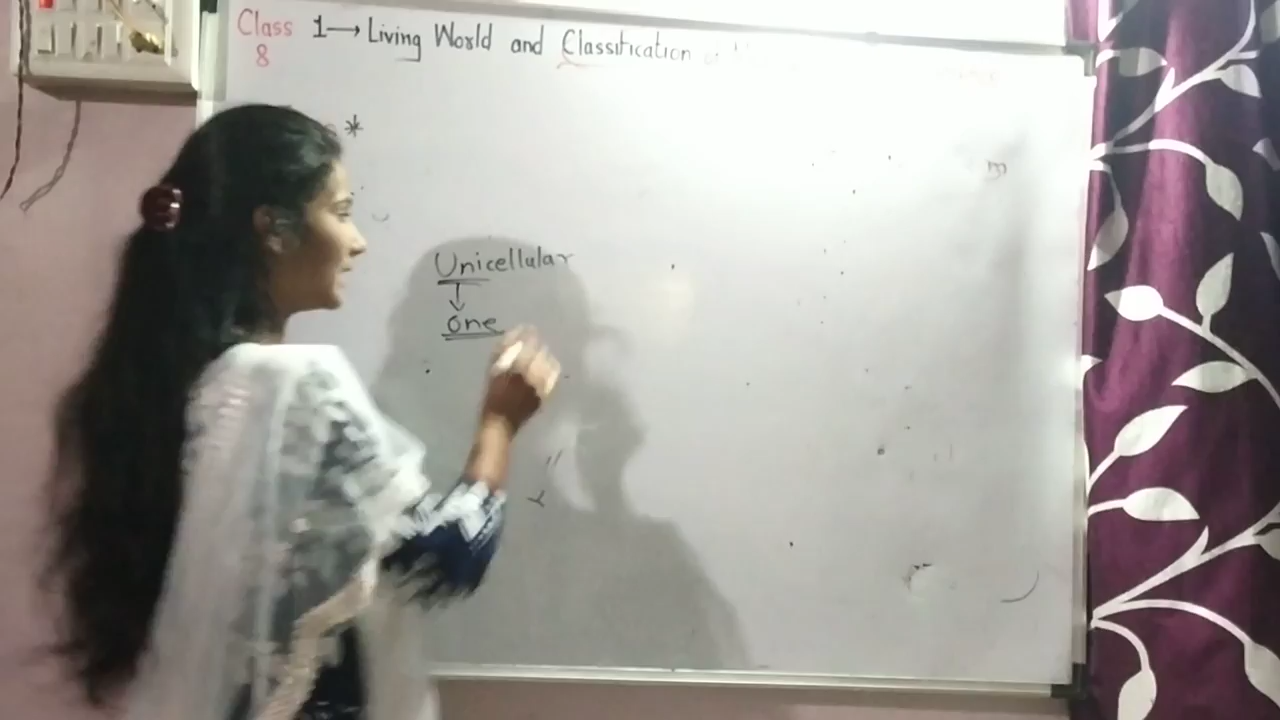 Class 1→ Living World and Classification
8
*
Unicellular
↓
one